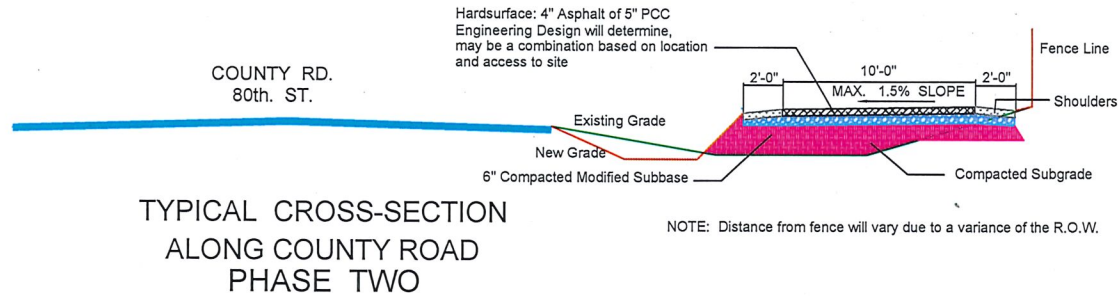 Hardsurface: 4" Asphalt of 5" PCC
Engineering Design will determine,
may be a combination based on location
and access to site
Fence Line
COUNTY RD.
80th. ST.
2'-0"
10'-0"
2'-0"
MAX. 1.5% SLOPE
Shoulders
Existing Grade
New Grade
6" Compacted Modified Subbase
Compacted Subgrade
TYPICAL CROSS-SECTION
ALONG COUNTY ROAD
PHASE TWO
NOTE: Distance from fence will vary due to a variance of the R.O.W.